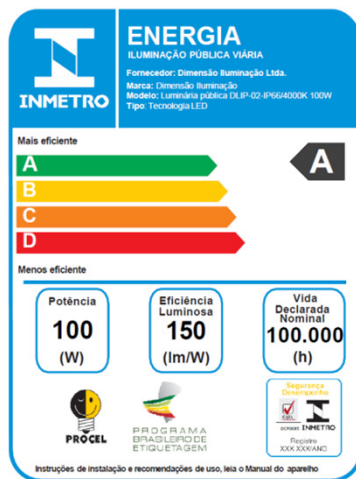 ENERGIA
ILUMINAÇÃO PÚBLICA VIÁRIA
Fornecedor: Dimensão Iluminação Ltda.
Marca: Dimensão Iluminação
Modelo: Luminária pública DLIP-02-IP66/4000K 100W
Tipo: Tecnologia LED
INMETRO
Mais eficiente
A
A
B
C
D
Menos eficiente
Potência
100
(W)
Eficiência
Luminosa
150
(lm/W)
Vida
Declarada
Nominal
100.000
(h)
PROCEL
PROGRAMA
BRASILEIRO DE
ETIQUETAGEM
Segurança
Desempenho
INMETRO
Registro
XXX XXX/ANO
Instruções de instalação e recomendações de uso, leia o Manual do aparelho